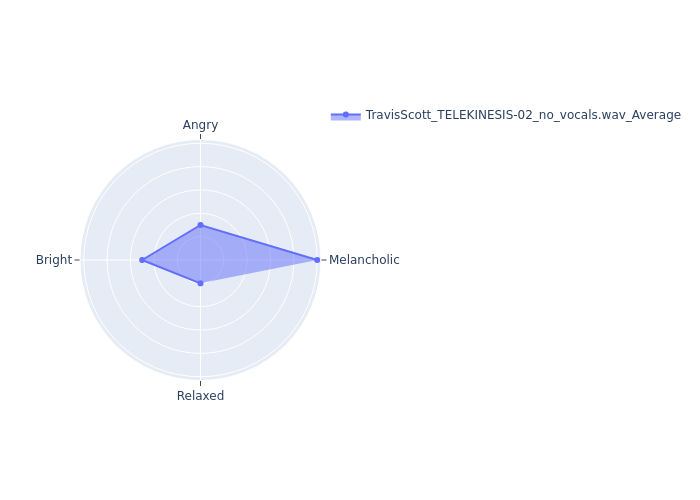 TravisScott_TELEKINESIS-02_no_vocals.wav_Average
Angry
Bright
Melancholic
Relaxed